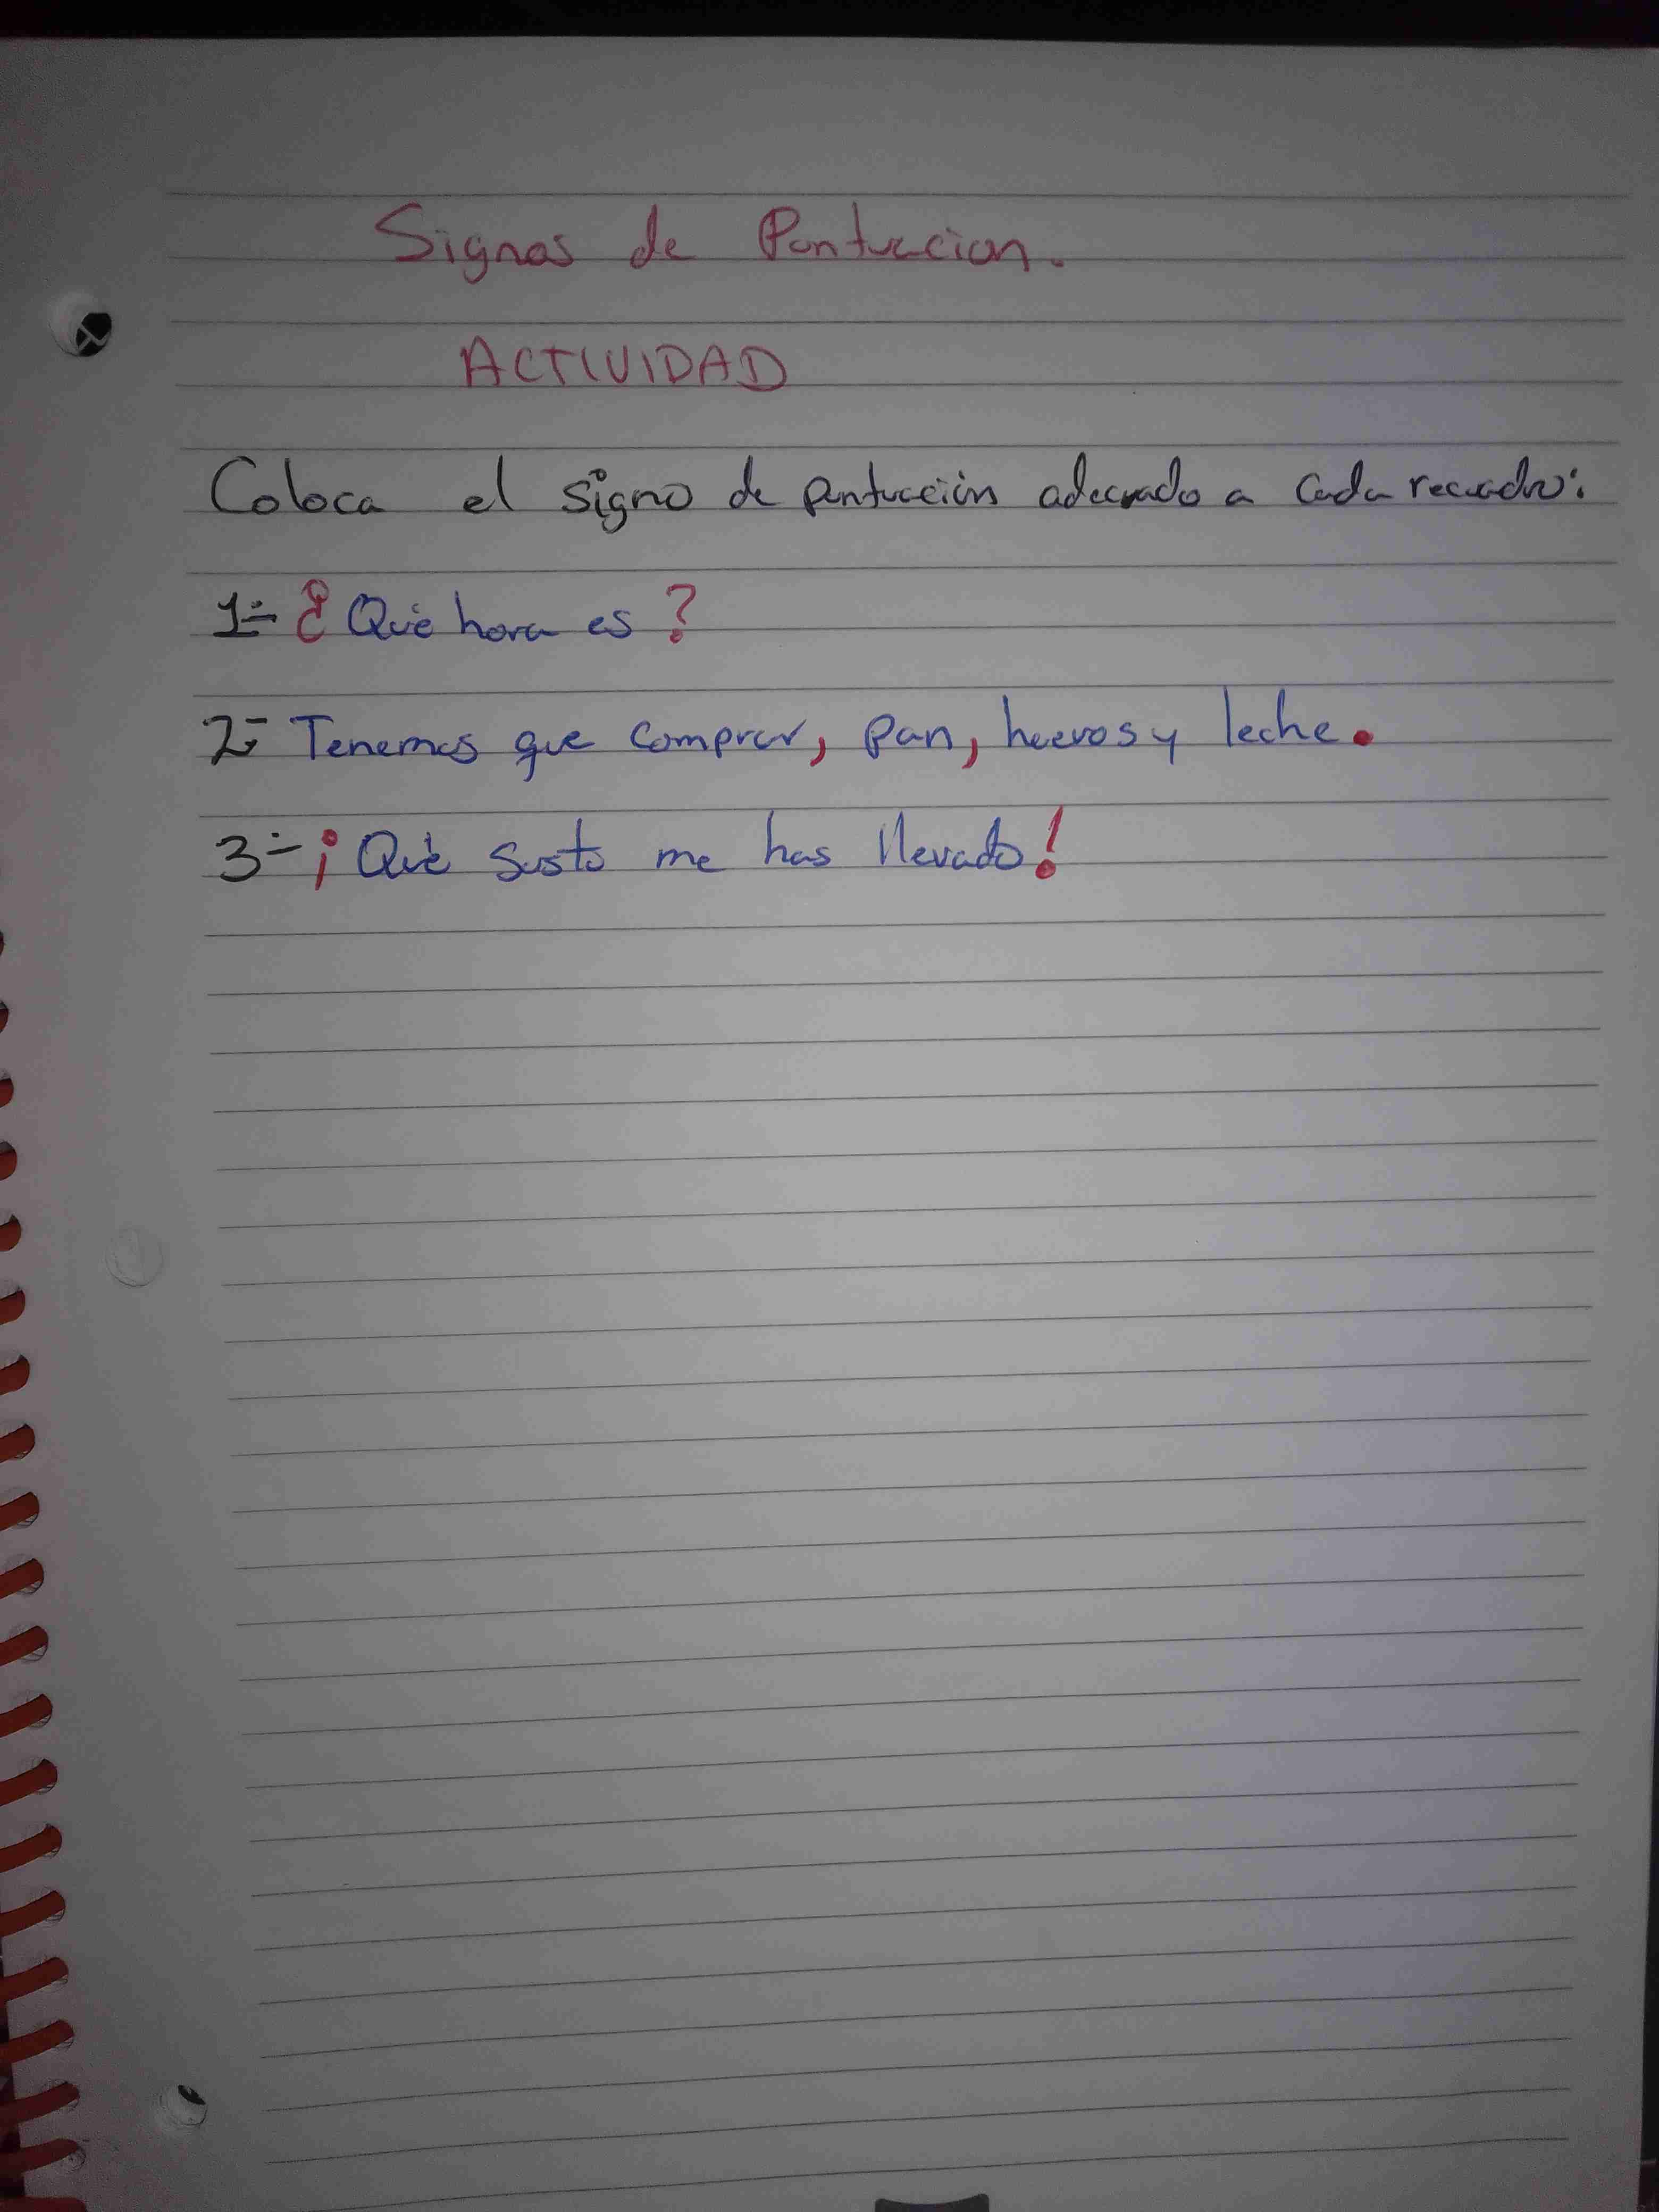 Signos de Puntuacion.
ACTIVIDAD
Coloca el signo de puntuación adecuado a cada recuadro:
1- ¿Qué hora es?
2- Tenemos que comprar, pan, huevos y leche.
3- ¡Qué susto me has llevado!